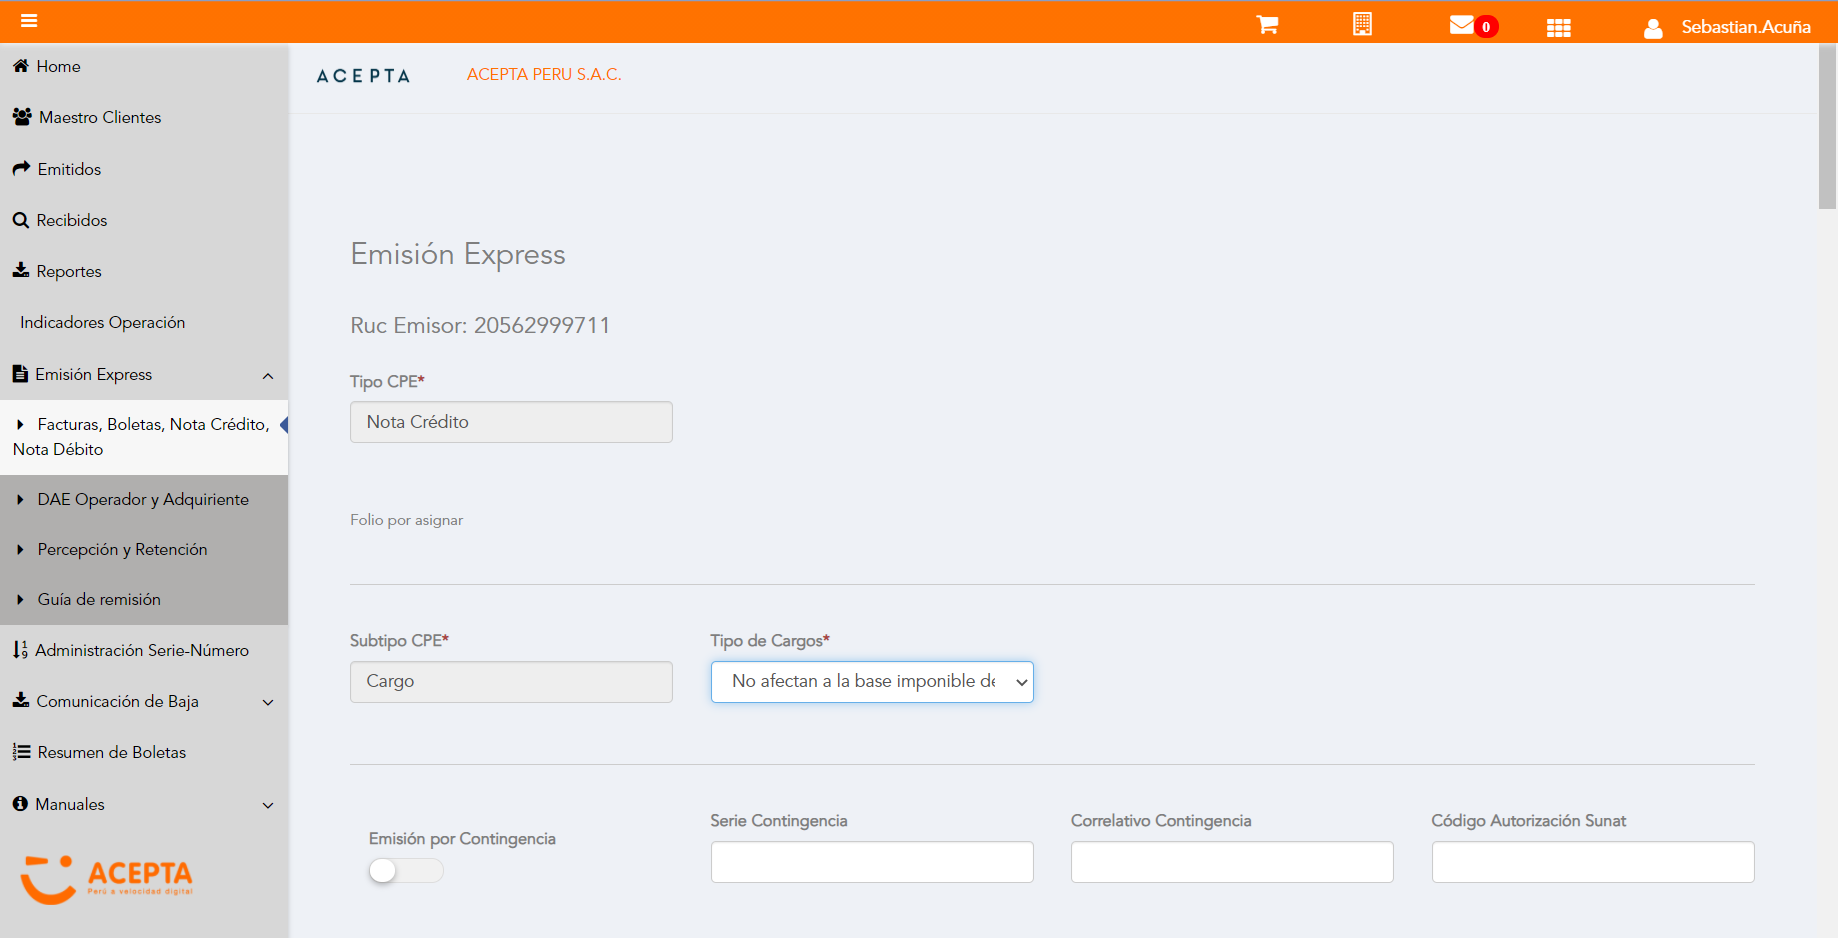 0
Sebastian.Acuña
Home
Maestro Clientes
Emitidos
Recibidos
Reportes
Indicadores Operación
Emisión Express
Facturas, Boletas, Nota Crédito,
Nota Débito
DAE Operador y Adquiriente
Percepción y Retención
Guía de remisión
Administración Serie-Número
Comunicación de Baja
Resumen de Boletas
Manuales
ACEPTA
Perú a velocidad digital
ACEPTA
ACEPTA PERU S.A.C.
Emisión Express
Ruc Emisor: 20562999711
Tipo CPE*
Nota Crédito
Folio por asignar
Subtipo CPE*
Tipo de Cargos*
Cargo
No afectan a la base imponible de
Emisión por Contingencia
Serie Contingencia
Correlativo Contingencia
Código Autorización Sunat